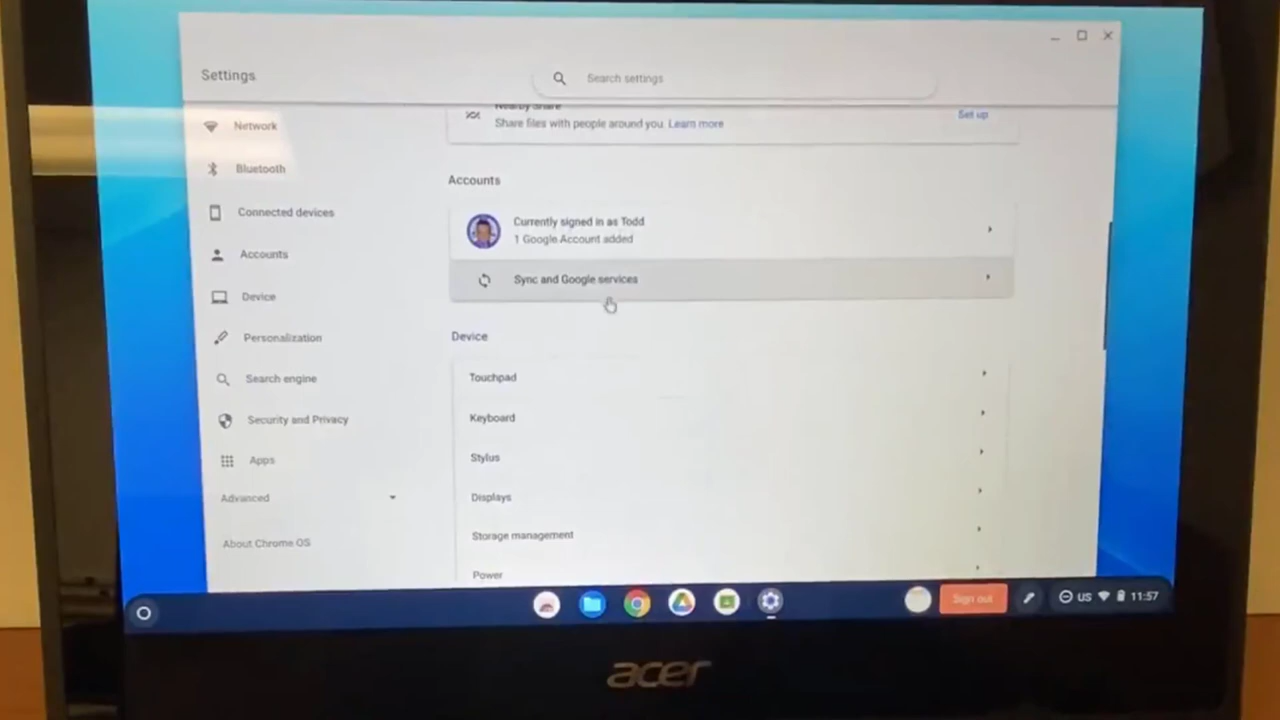 Settings
Search settings
Network
Bluetooth
Connected devices
Accounts
Device
Personalization
Search engine
Security and Privacy
Apps
Advanced
About Chrome OS
Nearby Share
Share files with people around you. Learn more
Set up
Accounts
Currently signed in as Todd
1 Google Account added
Sync and Google services
Device
Touchpad
Keyboard
Stylus
Displays
Storage management
Power
Sign out
US
11:57
acer